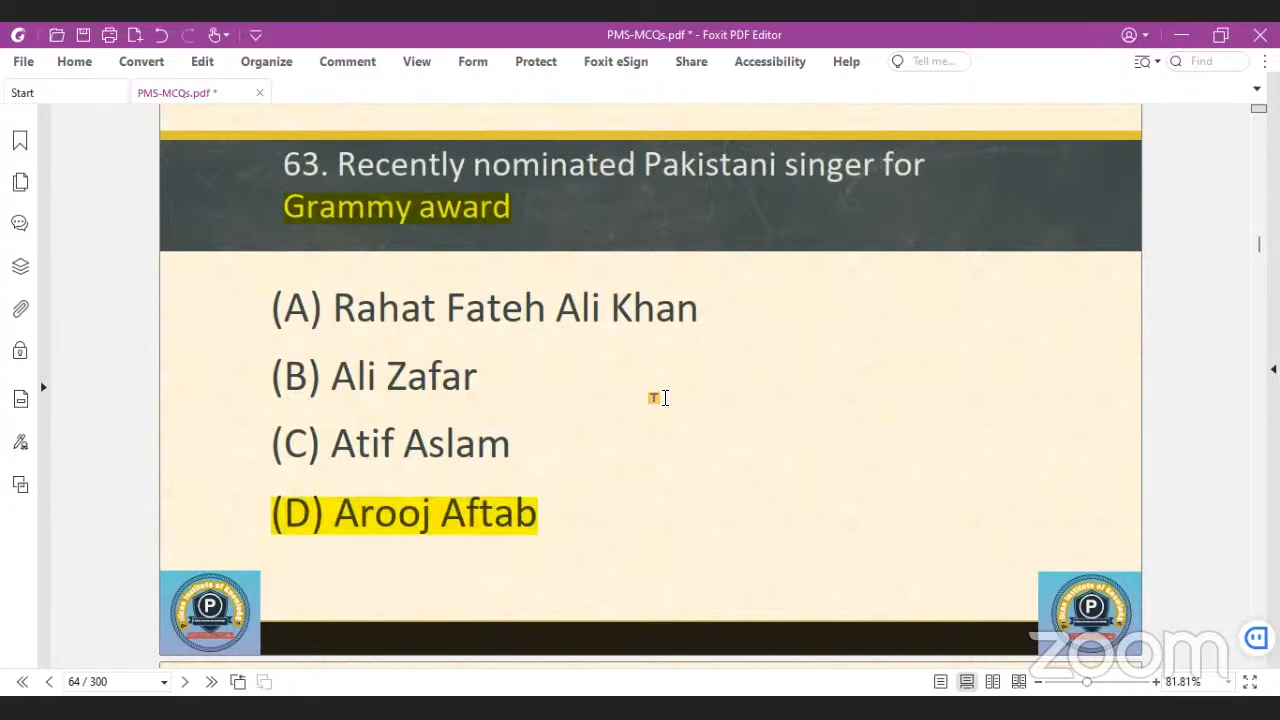 PMS-MCQs.pdf * - Foxit PDF Editor
File Home Convert Edit Organize Comment View Form Protect Foxit eSign Share Accessibility Help Tell me... Find
Start PMS-MCQs.pdf *
63. Recently nominated Pakistani singer for
Grammy award
(A) Rahat Fateh Ali Khan
(B) Ali Zafar
T
(C) Atif Aslam
(D) Arooj Aftab
P
P
zoom
64 / 300 81.81%